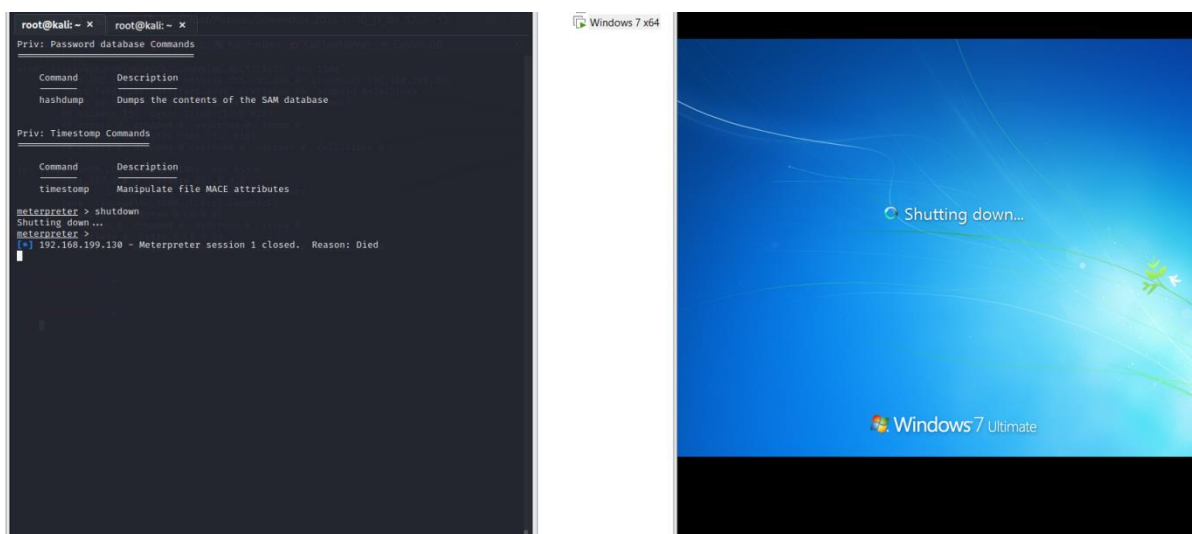 root@kali: ~ × root@kali: ~ ×
Priv: Password database Commands
Command Description
hashdump Dumps the contents of the SAM database
Priv: Timestomp Commands
Command Description
timestomp Manipulate file MACE attributes
meterpreter > shutdown
Shutting down...
meterpreter >
[*] 192.168.199.130 - Meterpreter session 1 closed. Reason: Died
Windows 7 x64
Shutting down...
Windows 7 Ultimate